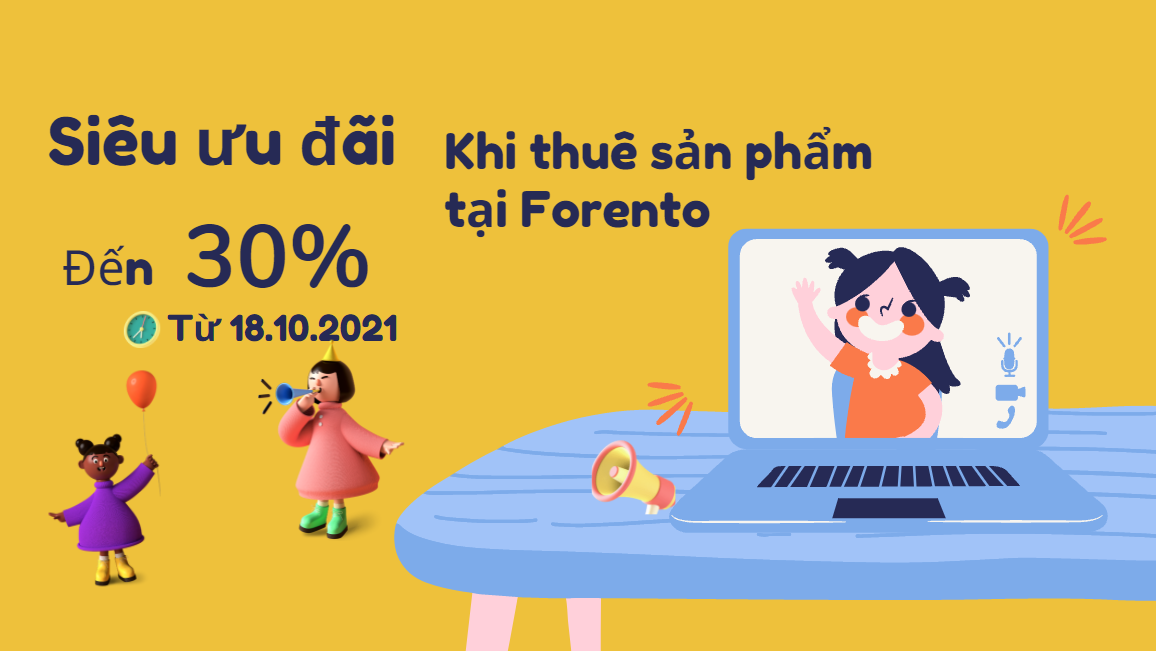 Siêu ưu đãi
Đến 30%
Từ 18.10.2021
Khi thuê sản phẩm
tại Forento